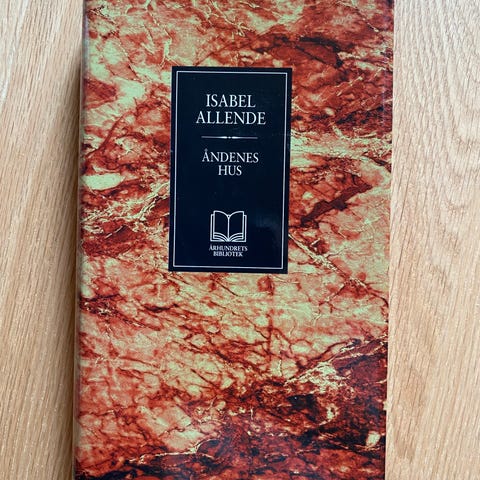 ISABEL
ALLENDE
ÅNDENES
HUS
ÅRHUNDRETS
BIBLIOTEK